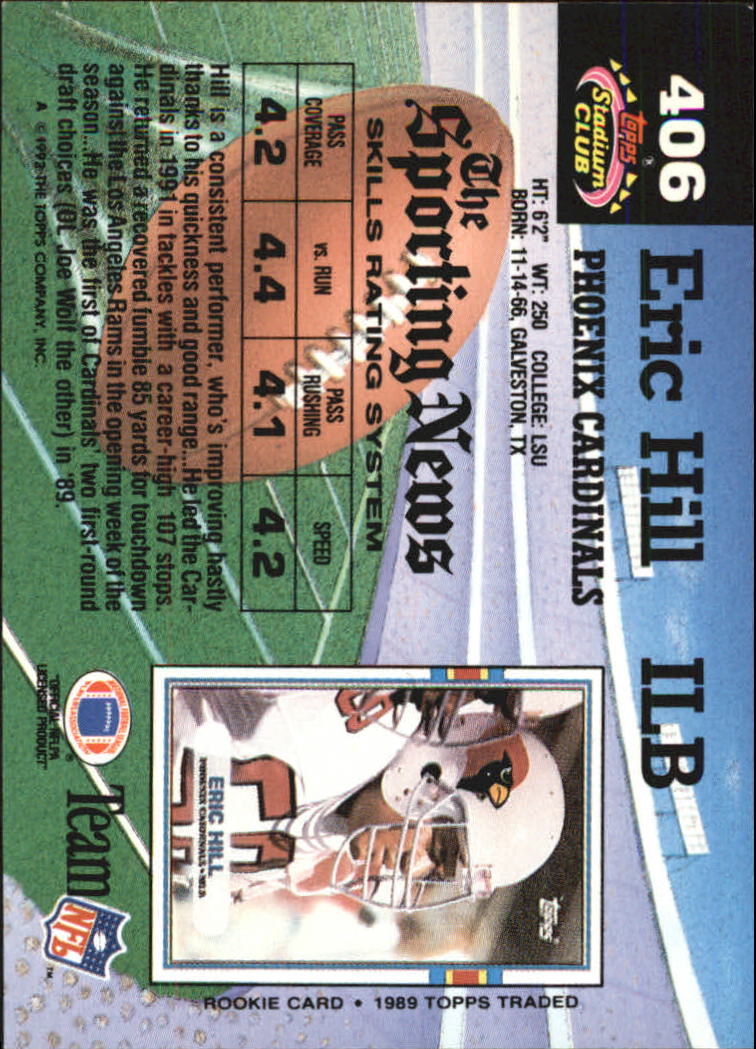 406
Eric Hill ILB
TOPPS®
Stadium
CLUB
PHOENIX CARDINALS
HT: 6'2" WT: 250 COLLEGE: LSU
BORN: 11-14-66, GALVESTON, TX
The
Sporting News
SKILLS RATING SYSTEM
PASS COVERAGE
vs. RUN
PASS RUSHING
SPEED
4.2 4.4 4.1 4.2
Hill is a consistent performer, who's improving hastly
thanks to his quickness and good range...He led the Car-
dinals in 1991 in tackles with a career-high 107 stops.
He returned a recovered fumble 85 yards for touchdown
against the Los Angeles Rams in the opening week of the
season...He was the first of Cardinals' two first-round
draft choices (OL Joe Wolf the other) in '89.
A © 1992 THE TOPPS COMPANY, INC.
TOPPS
ERIC HILL
PHOENIX CARDINALS • MLB
ROOKIE CARD • 1989 TOPPS TRADED
"OFFICIAL NFLPA
LICENSED PRODUCT"
®
Team
NFL
™